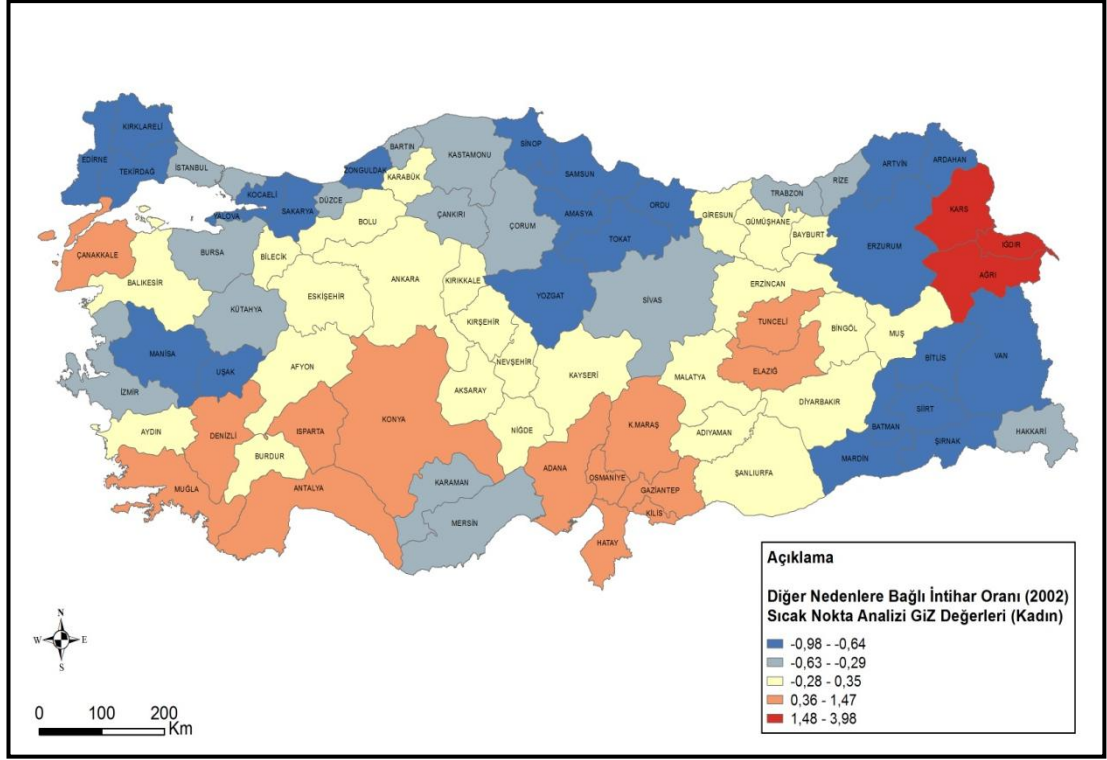 KIRKLARELİ
EDİRNE
TEKİRDAĞ
İSTANBUL
KOCAELİ
YALOVA
SAKARYA
DÜZCE
ZONGULDAK
BARTIN
KARABÜK
KASTAMONU
SİNOP
SAMSUN
ORDU
AMASYA
TOKAT
ÇORUM
ÇANKIRI
BOLU
GİRESUN
GÜMÜŞHANE
BAYBURT
TRABZON
RİZE
ARTVİN
ARDAHAN
KARS
IĞDIR
AĞRI
ERZURUM
ERZİNCAN
ÇANAKKALE
BALIKESİR
BURSA
BİLECİK
KÜTAHYA
ESKİŞEHİR
ANKARA
KIRIKKALE
KIRŞEHİR
YOZGAT
SİVAS
TUNCELİ
BİNGÖL
MUŞ
ELAZIĞ
BİTLİS
VAN
MANİSA
UŞAK
İZMİR
AFYON
NEVŞEHİR
AKSARAY
KAYSERİ
MALATYA
DİYARBAKIR
SİİRT
BATMAN
ŞIRNAK
HAKKARİ
MARDİN
AYDIN
DENİZLİ
ISPARTA
BURDUR
KONYA
NİĞDE
K.MARAŞ
ADIYAMAN
ŞANLIURFA
MUĞLA
ANTALYA
KARAMAN
MERSİN
ADANA
OSMANİYE
GAZİANTEP
KİLİS
HATAY
Açıklama
Diğer Nedenlere Bağlı İntihar Oranı (2002)
Sıcak Nokta Analizi GiZ Değerleri (Kadın)
-0,98 - -0,64
-0,63 - -0,29
-0,28 - 0,35
0,36 - 1,47
1,48 - 3,98
N
W E
S
0 100 200
Km